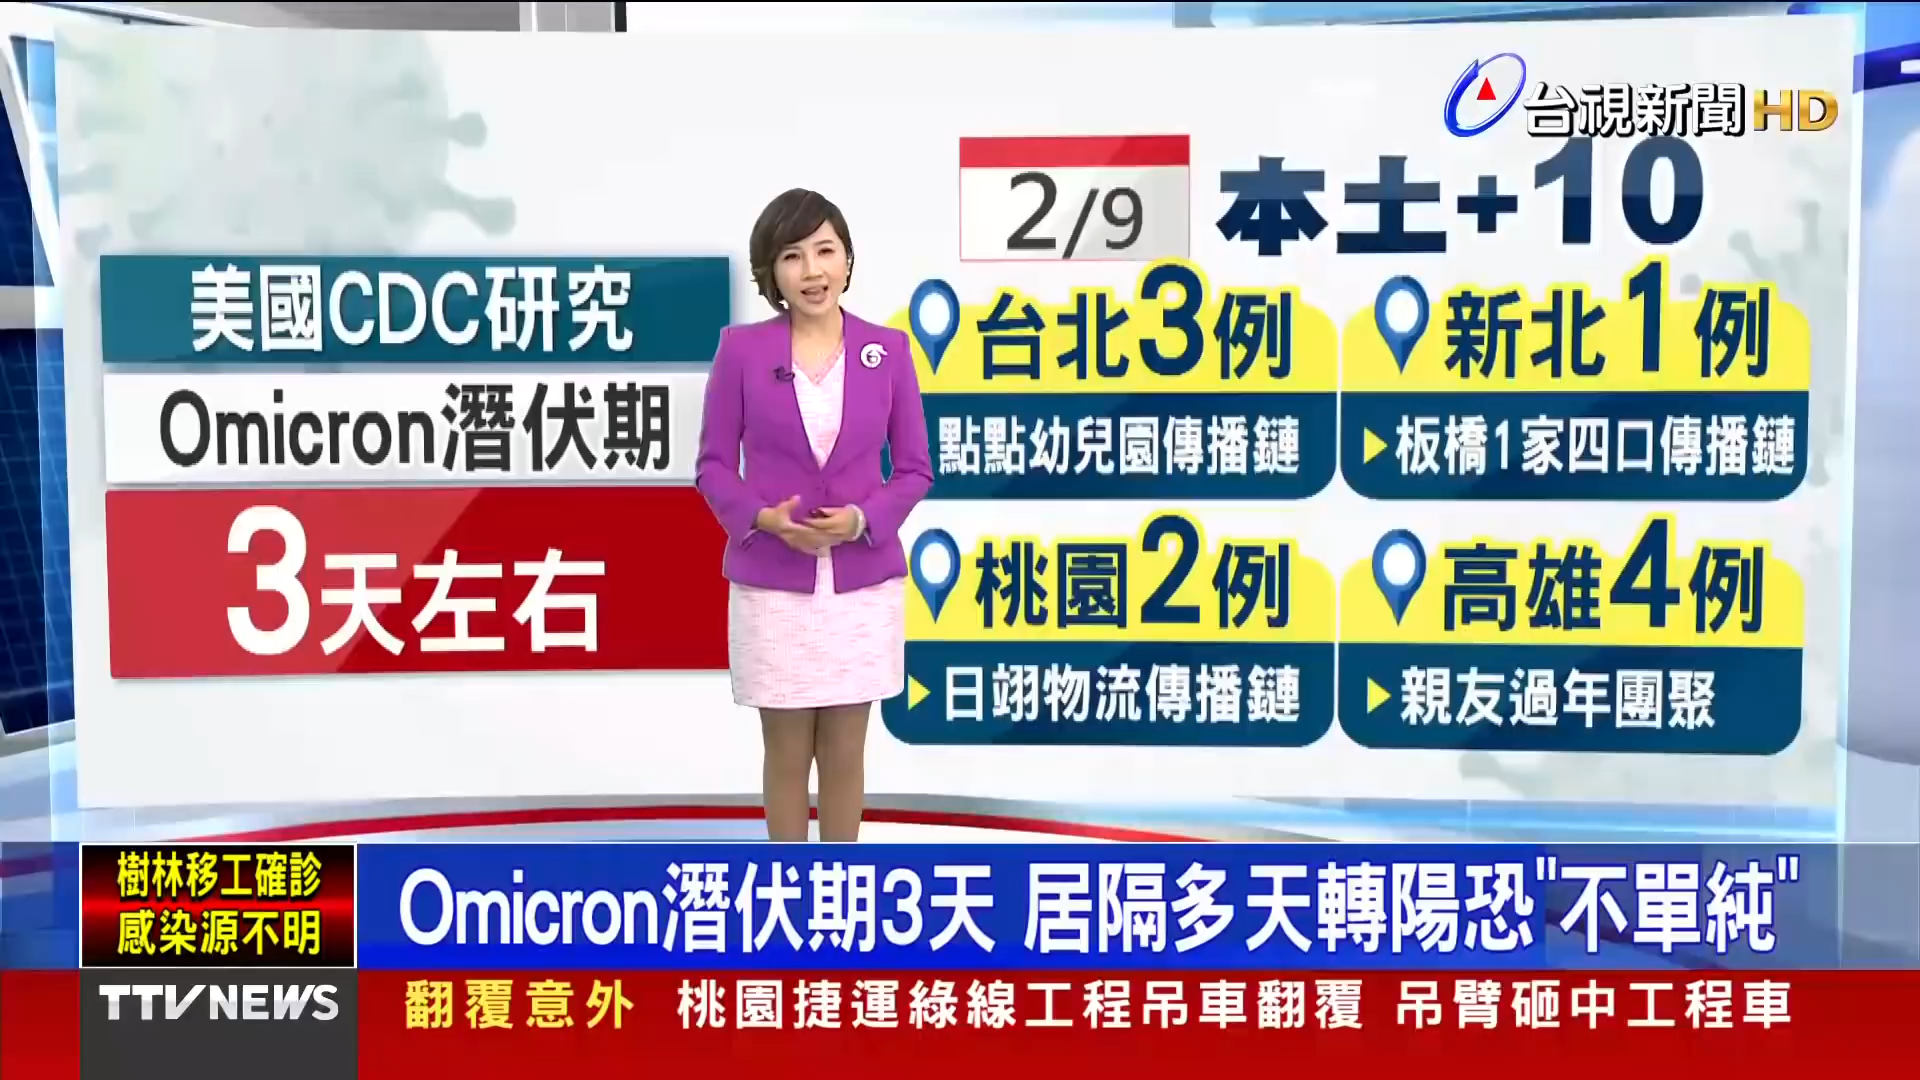 台視新聞HD
美國CDC研究
Omicron潛伏期
3天左右
2/9
本土+10
台北3例
點點幼兒園傳播鏈
新北1例
板橋1家四口傳播鏈
桃園2例
日翊物流傳播鏈
高雄4例
親友過年團聚
樹林移工確診
感染源不明
Omicron潛伏期3天 居隔多天轉陽恐"不單純"
TTV NEWS
翻覆意外 桃園捷運綠線工程吊車翻覆 吊臂砸中工程車